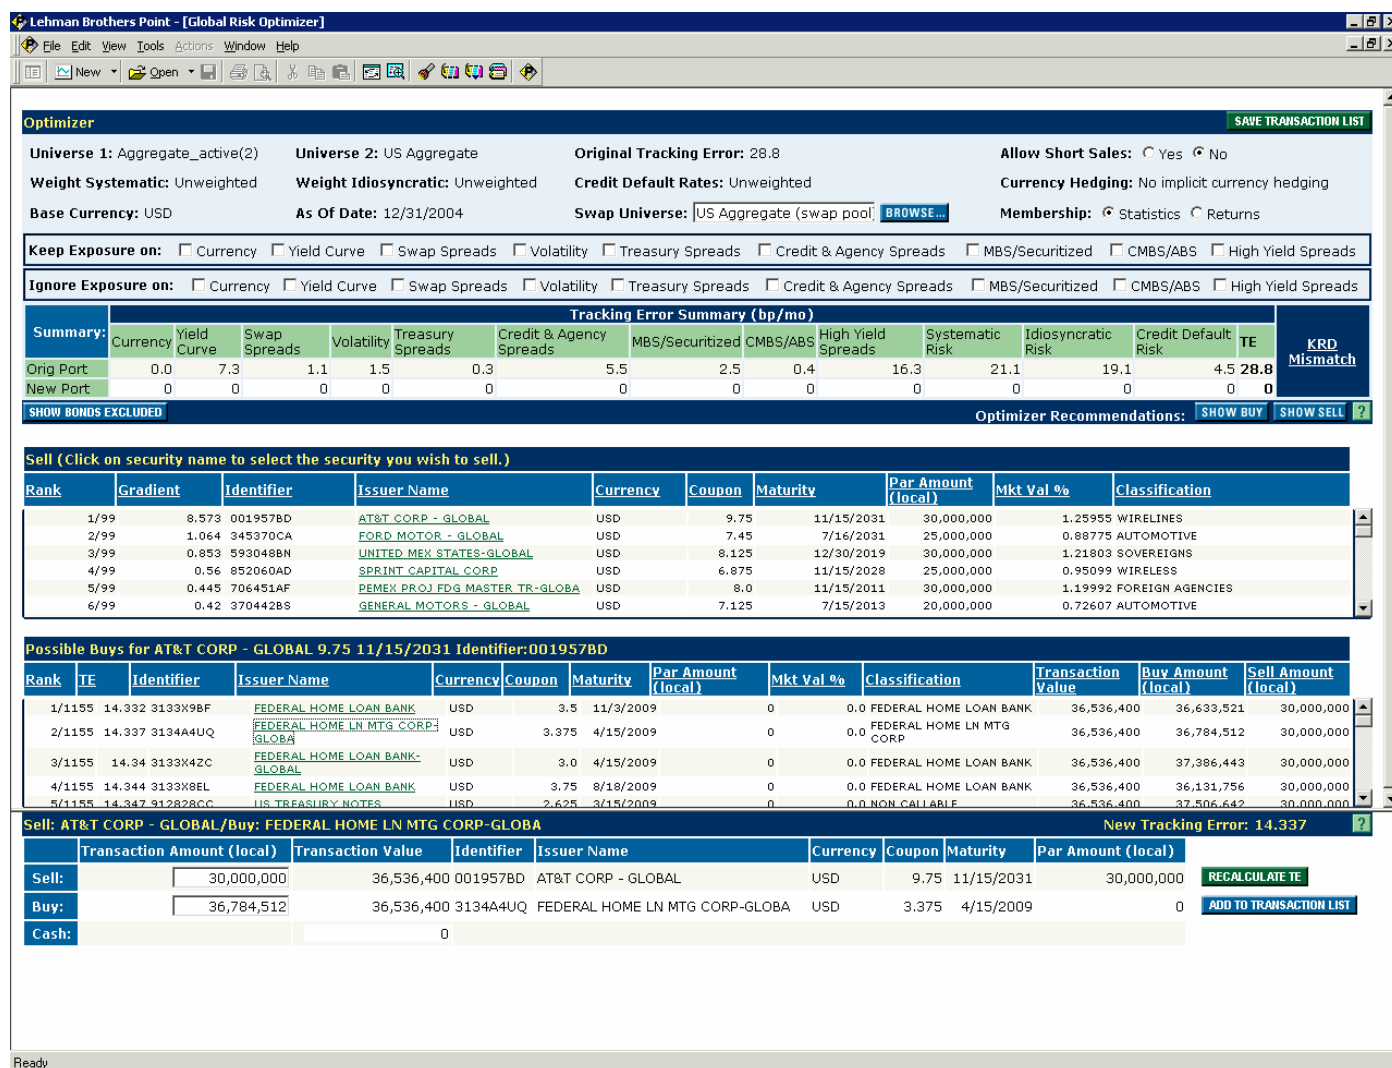 Lehman Brothers Point - [Global Risk Optimizer]
File Edit View Tools Actions Window Help
New Open
Optimizer SAVE TRANSACTION LIST
Universe 1: Aggregate_active(2) Universe 2: US Aggregate Original Tracking Error: 28.8 Allow Short Sales: Yes No
Weight Systematic: Unweighted Weight Idiosyncratic: Unweighted Credit Default Rates: Unweighted Currency Hedging: No implicit currency hedging
Base Currency: USD As Of Date: 12/31/2004 Swap Universe: US Aggregate (swap pool) BROWSE... Membership: Statistics Returns
Keep Exposure on: Currency Yield Curve Swap Spreads Volatility Treasury Spreads Credit & Agency Spreads MBS/Securitized CMBS/ABS High Yield Spreads
Ignore Exposure on: Currency Yield Curve Swap Spreads Volatility Treasury Spreads Credit & Agency Spreads MBS/Securitized CMBS/ABS High Yield Spreads
Tracking Error Summary (bp/mo)
Summary: Currency Yield Curve Swap Spreads Volatility Treasury Spreads Credit & Agency Spreads MBS/Securitized CMBS/ABS High Yield Spreads Systematic Risk Idiosyncratic Risk Credit Default Risk TE KRD Mismatch
Orig Port 0.0 7.3 1.1 1.5 0.3 5.5 2.5 0.4 16.3 21.1 19.1 4.5 28.8
New Port 0 0 0 0 0 0 0 0 0 0 0 0 0
SHOW BONDS EXCLUDED Optimizer Recommendations: SHOW BUY SHOW SELL ?
Sell (Click on security name to select the security you wish to sell.)
Rank Gradient Identifier Issuer Name Currency Coupon Maturity Par Amount (local) Mkt Val % Classification
1/99 8.573 001957BD AT&T CORP - GLOBAL USD 9.75 11/15/2031 30,000,000 1.25955 WIRELINES
2/99 1.064 345370CA FORD MOTOR - GLOBAL USD 7.45 7/16/2031 25,000,000 0.88775 AUTOMOTIVE
3/99 0.853 593048BN UNITED MEX STATES-GLOBAL USD 8.125 12/30/2019 30,000,000 1.21803 SOVEREIGNS
4/99 0.56 852060AD SPRINT CAPITAL CORP USD 6.875 11/15/2028 25,000,000 0.95099 WIRELESS
5/99 0.445 706451AF PEMEX PROJ FDG MASTER TR-GLOBA USD 8.0 11/15/2011 30,000,000 1.19992 FOREIGN AGENCIES
6/99 0.42 370442BS GENERAL MOTORS - GLOBAL USD 7.125 7/15/2013 20,000,000 0.72607 AUTOMOTIVE
Possible Buys for AT&T CORP - GLOBAL 9.75 11/15/2031 Identifier:001957BD
Rank TE Identifier Issuer Name Currency Coupon Maturity Par Amount (local) Mkt Val % Classification Transaction Value Buy Amount (local) Sell Amount (local)
1/1155 14.332 3133X9BF FEDERAL HOME LOAN BANK USD 3.5 11/3/2009 0 0.0 FEDERAL HOME LOAN BANK 36,536,400 36,633,521 30,000,000
2/1155 14.337 3134A4UQ FEDERAL HOME LN MTG CORP-GLOBA USD 3.375 4/15/2009 0 0.0 FEDERAL HOME LN MTG CORP 36,536,400 36,784,512 30,000,000
3/1155 14.34 3133X4ZC FEDERAL HOME LOAN BANK-GLOBAL USD 3.0 4/15/2009 0 0.0 FEDERAL HOME LOAN BANK 36,536,400 37,386,443 30,000,000
4/1155 14.344 3133X8EL FEDERAL HOME LOAN BANK USD 3.75 8/18/2009 0 0.0 FEDERAL HOME LOAN BANK 36,536,400 36,131,756 30,000,000
5/1155 14.347 912828CC US TREASURY NOTES USD 2.625 3/15/2009 0 0.0 NON CALLABLE 36,536,400 37,506,642 30,000,000
Sell: AT&T CORP - GLOBAL/Buy: FEDERAL HOME LN MTG CORP-GLOBA New Tracking Error: 14.337 ?
Transaction Amount (local) Transaction Value Identifier Issuer Name Currency Coupon Maturity Par Amount (local)
Sell: 30,000,000 36,536,400 001957BD AT&T CORP - GLOBAL USD 9.75 11/15/2031 30,000,000 RECALCULATE TE
Buy: 36,784,512 36,536,400 3134A4UQ FEDERAL HOME LN MTG CORP-GLOBA USD 3.375 4/15/2009 0 ADD TO TRANSACTION LIST
Cash: 0
Ready